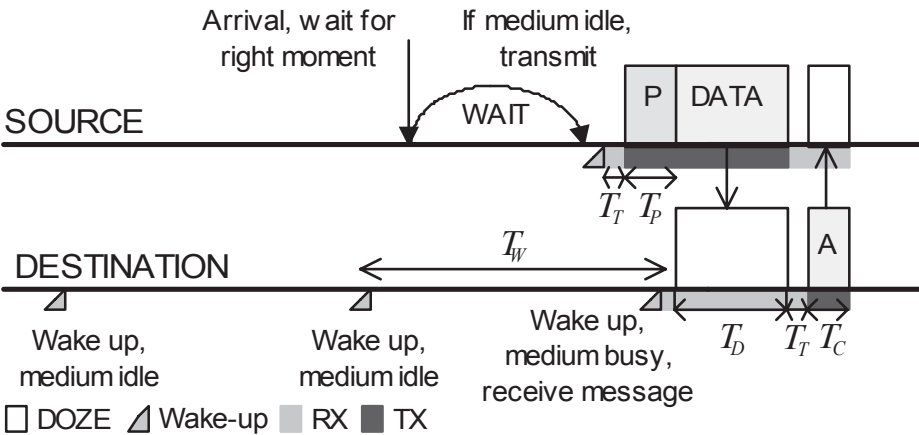 Arrival, wait for
right moment
If medium idle,
transmit
P DATA
WAIT
SOURCE
T_T T_P
T_W
A
DESTINATION
Wake up,
medium idle
Wake up,
medium idle
Wake up,
medium busy,
receive message
T_D T_T T_C
DOZE Wake-up RX TX